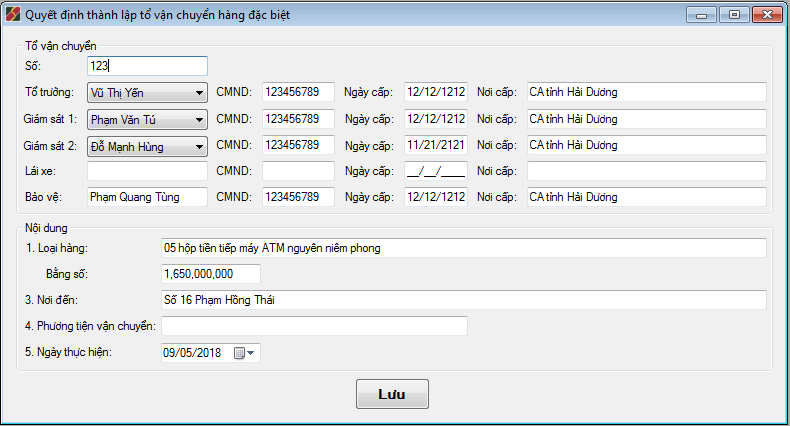 Quyết định thành lập tổ vận chuyển hàng đặc biệt
Tổ vận chuyển
Số: 123
Tổ trưởng: Vũ Thị Yến CMND: 123456789 Ngày cấp: 12/12/1212 Nơi cấp: CA tỉnh Hải Dương
Giám sát 1: Phạm Văn Tú CMND: 123456789 Ngày cấp: 12/12/1212 Nơi cấp: CA tỉnh Hải Dương
Giám sát 2: Đỗ Mạnh Hùng CMND: 123456789 Ngày cấp: 11/21/2121 Nơi cấp: CA tỉnh Hải Dương
Lái xe: CMND: Ngày cấp: __/__/____ Nơi cấp:
Bảo vệ: Phạm Quang Tùng CMND: 123456789 Ngày cấp: 12/12/1212 Nơi cấp: CA tỉnh Hải Dương
Nội dung
1. Loại hàng: 05 hộp tiền tiếp máy ATM nguyên niêm phong
Bằng số: 1,650,000,000
3. Nơi đến: Số 16 Phạm Hồng Thái
4. Phương tiện vận chuyển:
5. Ngày thực hiện: 09/05/2018
Lưu